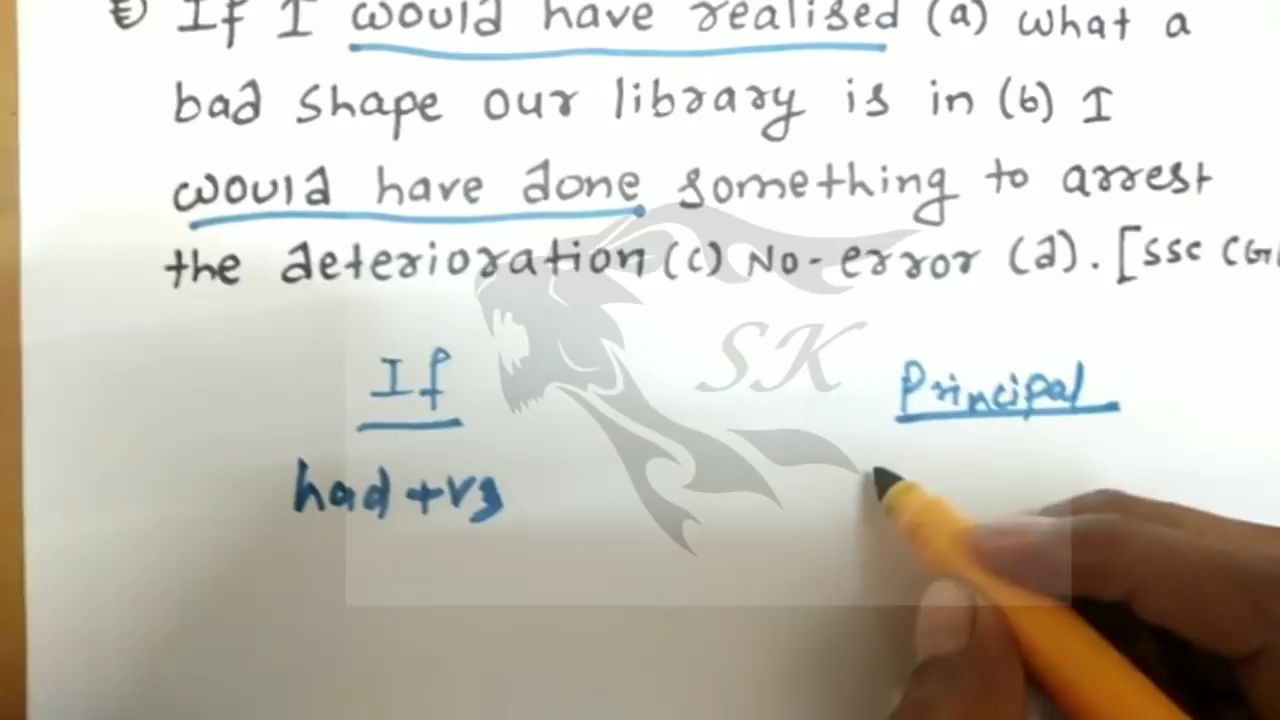 If I would have realised (a) what a
bad shape our library is in (b) I
would have done something to arrest
the deterioration (c) No-error (d). [SSC CG
SK
If Principal
had + V3